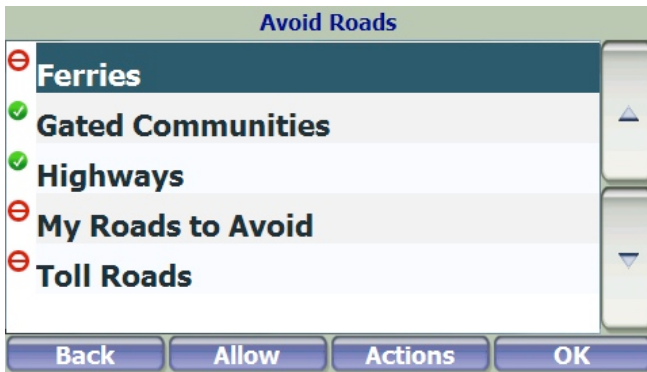 Avoid Roads
Ferries
Gated Communities
Highways
My Roads to Avoid
Toll Roads
Back Allow Actions OK